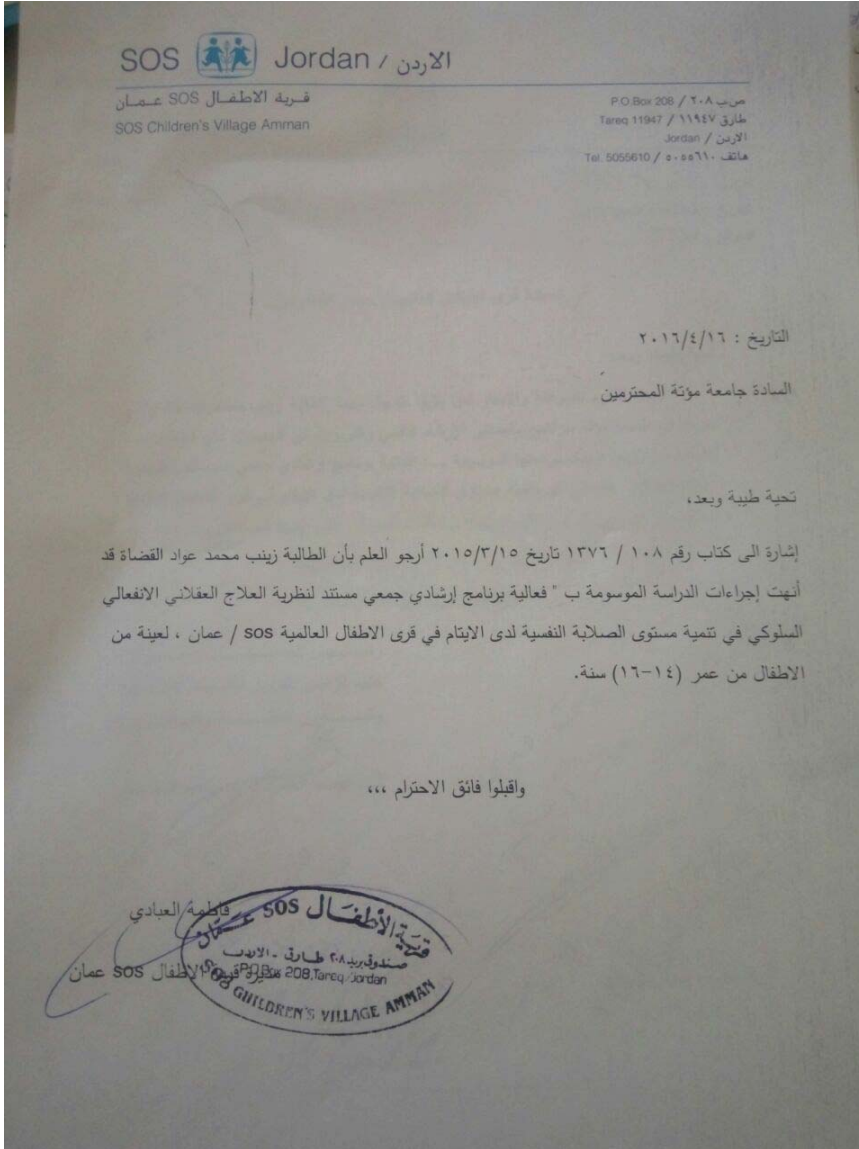 SOS Jordan / الاردن
قرية الاطفال SOS عمان
SOS Children's Village Amman
ص.ب ٢٠٨ / P.O.Box 208
طارق ١١٩٤٧ / Tareq 11947
الاردن / Jordan
هاتف ٥٠٥٥٦١٠ / Tel. 5055610
التاريخ : ٢٠١٦/٤/١٦
السادة جامعة مؤتة المحترمين
تحية طيبة وبعد،
إشارة الى كتاب رقم ١٠٨ / ١٣٧٦ تاريخ ٢٠١٥/٣/١٥ أرجو العلم بأن الطالبة زينب محمد عواد القضاة قد
أنهت إجراءات الدراسة الموسومة ب " فعالية برنامج إرشادي جمعي مستند لنظرية العلاج العقلاني الانفعالي
السلوكي في تنمية مستوى الصلابة النفسية لدى الايتام في قرى الاطفال العالمية sos / عمان ، لعينة من
الاطفال من عمر (١٤-١٦) سنة.
واقبلوا فائق الاحترام ،،،
فاطمة العبادي
مديرة قرية الاطفال sos عمان
قرية الأطفال SOS عمان
صندوق بريد ٢٠٨ طارق - الاردن
P.O.Box 208, Tareq / Jordan
SOS CHILDREN'S VILLAGE AMMAN